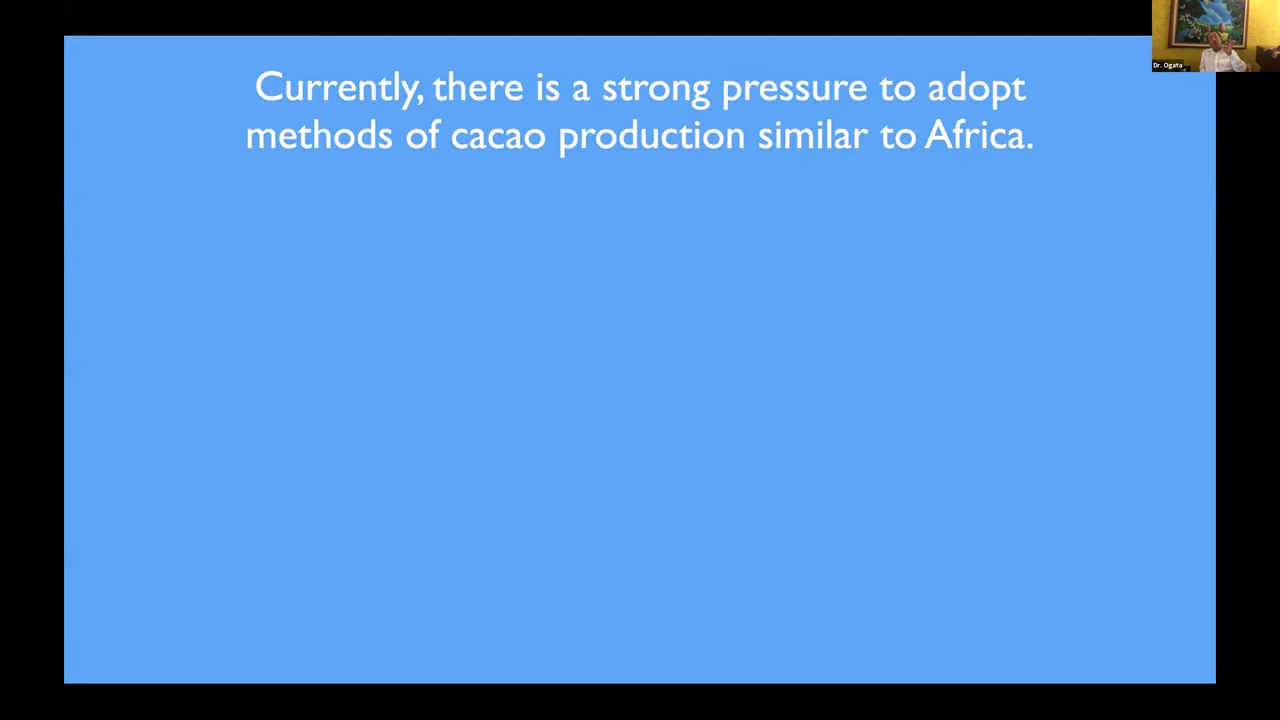 Currently, there is a strong pressure to adopt
methods of cacao production similar to Africa.
Dr. Ogata